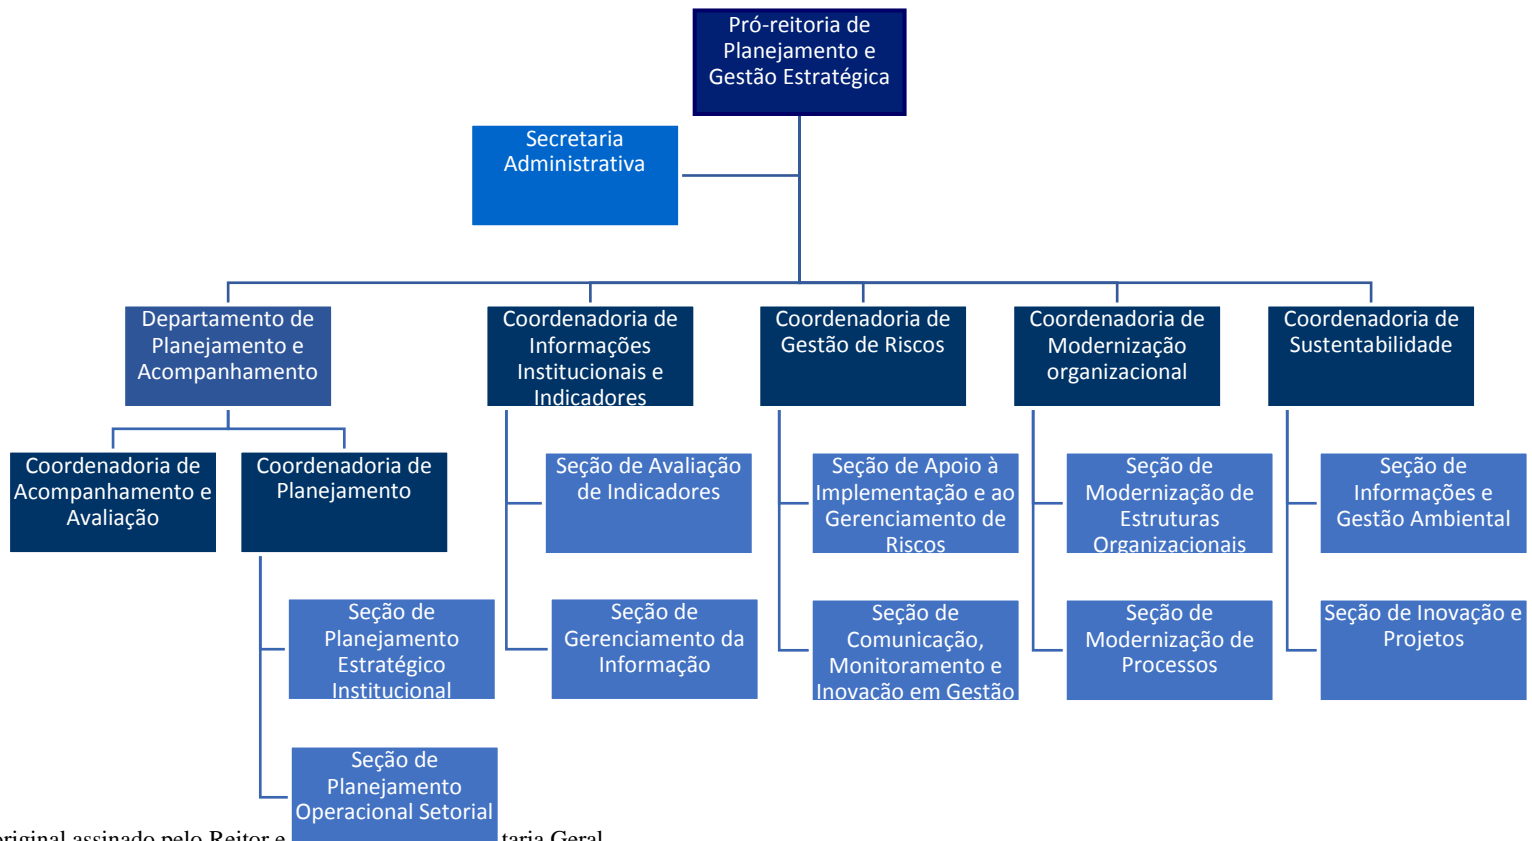 Pró-reitoria de
Planejamento e
Gestão Estratégica
Secretaria
Administrativa
Departamento de
Planejamento e
Acompanhamento
Coordenadoria de
Informações
Institucionais e
Indicadores
Coordenadoria de
Gestão de Riscos
Coordenadoria de
Modernização
organizacional
Coordenadoria de
Sustentabilidade
Coordenadoria de
Acompanhamento e
Avaliação
Coordenadoria de
Planejamento
Seção de Avaliação
de Indicadores
Seção de Apoio à
Implementação e ao
Gerenciamento de
Riscos
Seção de
Modernização de
Estruturas
Organizacionais
Seção de
Informações e
Gestão Ambiental
Seção de
Planejamento
Estratégico
Institucional
Seção de
Gerenciamento da
Informação
Seção de
Comunicação,
Monitoramento e
Inovação em Gestão
Seção de
Modernização de
Processos
Seção de Inovação e
Projetos
Seção de
Planejamento
Operacional Setorial
original assinado pelo Reitor e taria Geral